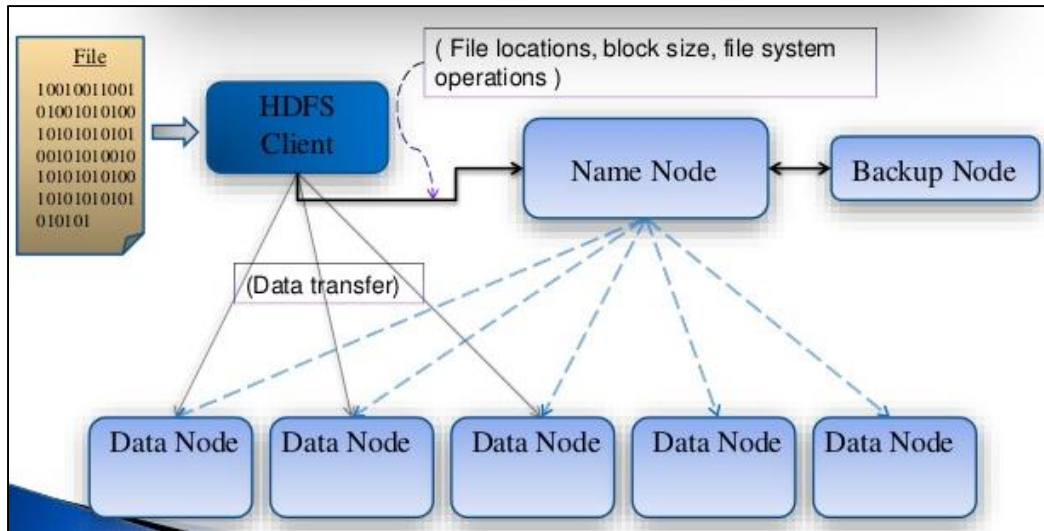 File
10010011001
01001010100
10101010101
00101010010
10101010100
10101010101
010101
HDFS
Client
( File locations, block size, file system
operations )
Name Node
Backup Node
(Data transfer)
Data Node
Data Node
Data Node
Data Node
Data Node